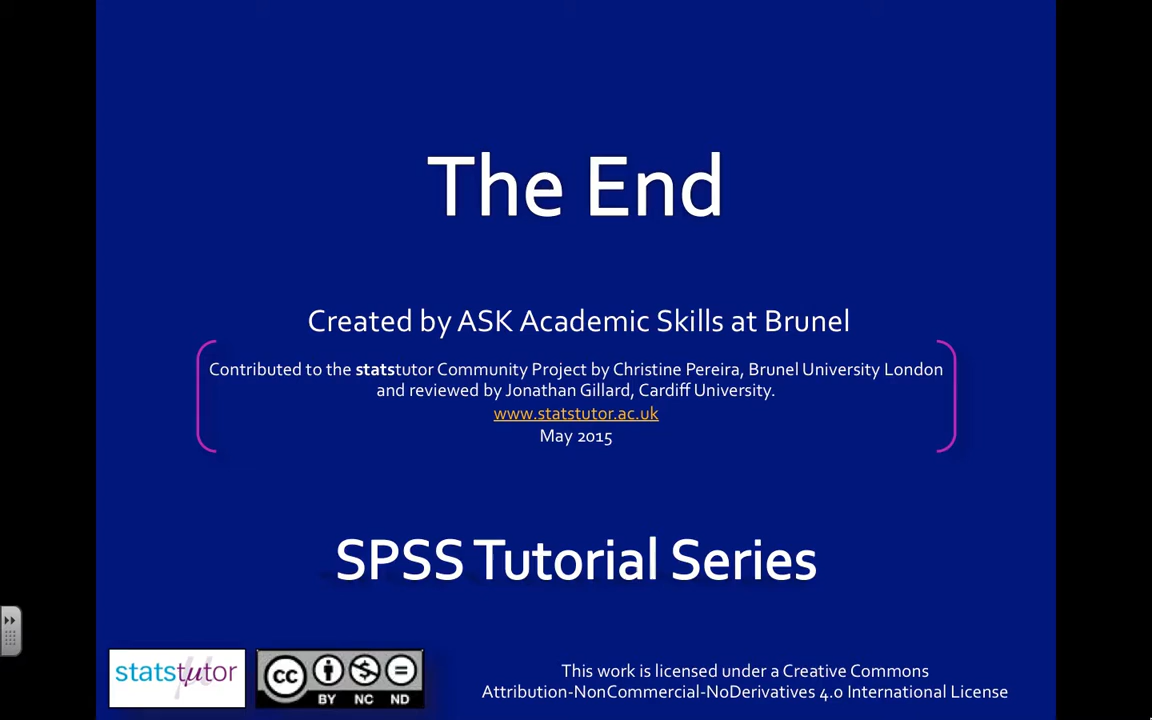 The End
Created by ASK Academic Skills at Brunel
Contributed to the statstutor Community Project by Christine Pereira, Brunel University London
and reviewed by Jonathan Gillard, Cardiff University.
www.statstutor.ac.uk
May 2015
SPSS Tutorial Series
statstutor
cc
BY NC ND
This work is licensed under a Creative Commons
Attribution-NonCommercial-NoDerivatives 4.0 International License